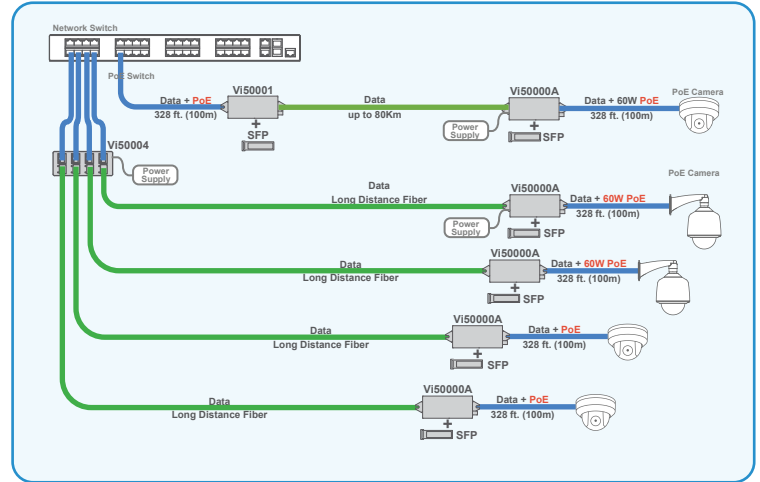 Network Switch
PoE Switch
Vi50001
Data + PoE
328 ft. (100m)
+
SFP
Data
up to 80Km
Vi50000A
Power
Supply
+
SFP
Data + 60W PoE
328 ft. (100m)
PoE Camera
Vi50004
Power
Supply
Data
Long Distance Fiber
Vi50000A
Power
Supply
+
SFP
Data + 60W PoE
328 ft. (100m)
PoE Camera
Data
Long Distance Fiber
Vi50000A
+
SFP
Data + 60W PoE
328 ft. (100m)
Data
Long Distance Fiber
Vi50000A
+
SFP
Data + PoE
328 ft. (100m)
Data
Long Distance Fiber
Vi50000A
+
SFP
Data + PoE
328 ft. (100m)